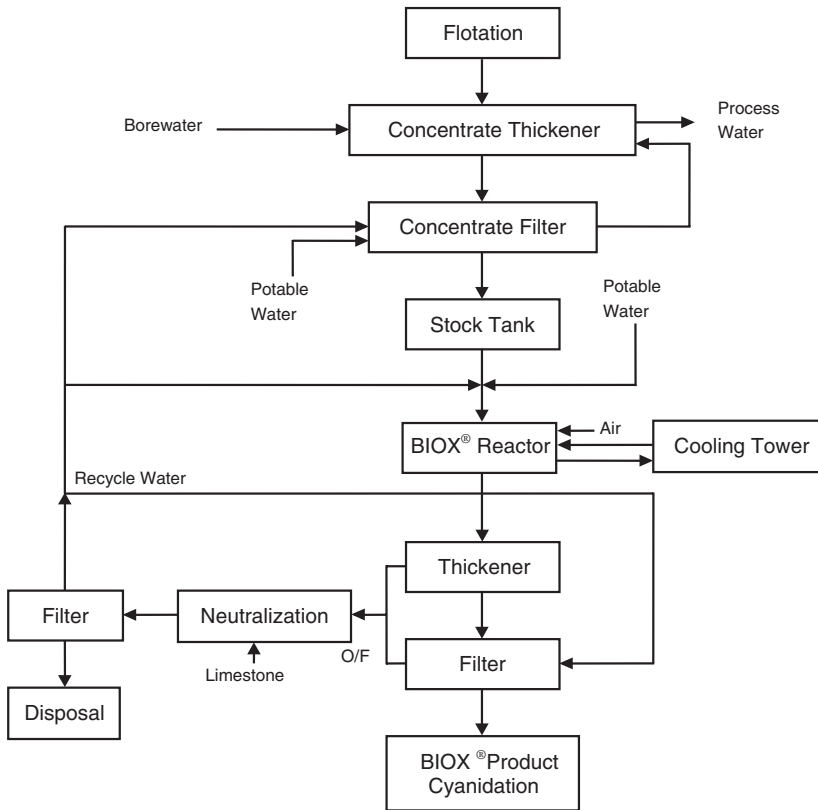 Flotation
Borewater
Concentrate Thickener
Process
Water
Concentrate Filter
Potable
Water
Potable
Water
Stock Tank
BIOX® Reactor
Air
Cooling Tower
Recycle Water
Thickener
Filter
Neutralization
O/F
Limestone
Filter
Disposal
BIOX ®Product
Cyanidation